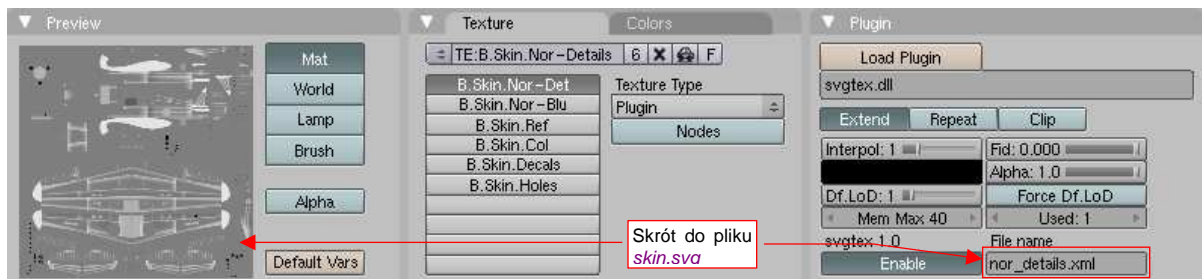 Preview
Mat
World
Lamp
Brush
Alpha
Default Vars
Texture
Colors
TE:B.Skin.Nor-Details 6 X F
B.Skin.Nor-Det
B.Skin.Nor-Blu
B.Skin.Ref
B.Skin.Col
B.Skin.Decals
B.Skin.Holes
Texture Type
Plugin
Nodes
Skrót do pliku
skin.sva
Plugin
Load Plugin
svgtex.dll
Extend Repeat Clip
Interpol: 1 Fid: 0.000
Alpha: 1.0
Df.LoD: 1 Force Df.LoD
Mem Max 40 Used: 1
svgtex 1.0 File name
Enable nor_details.xml